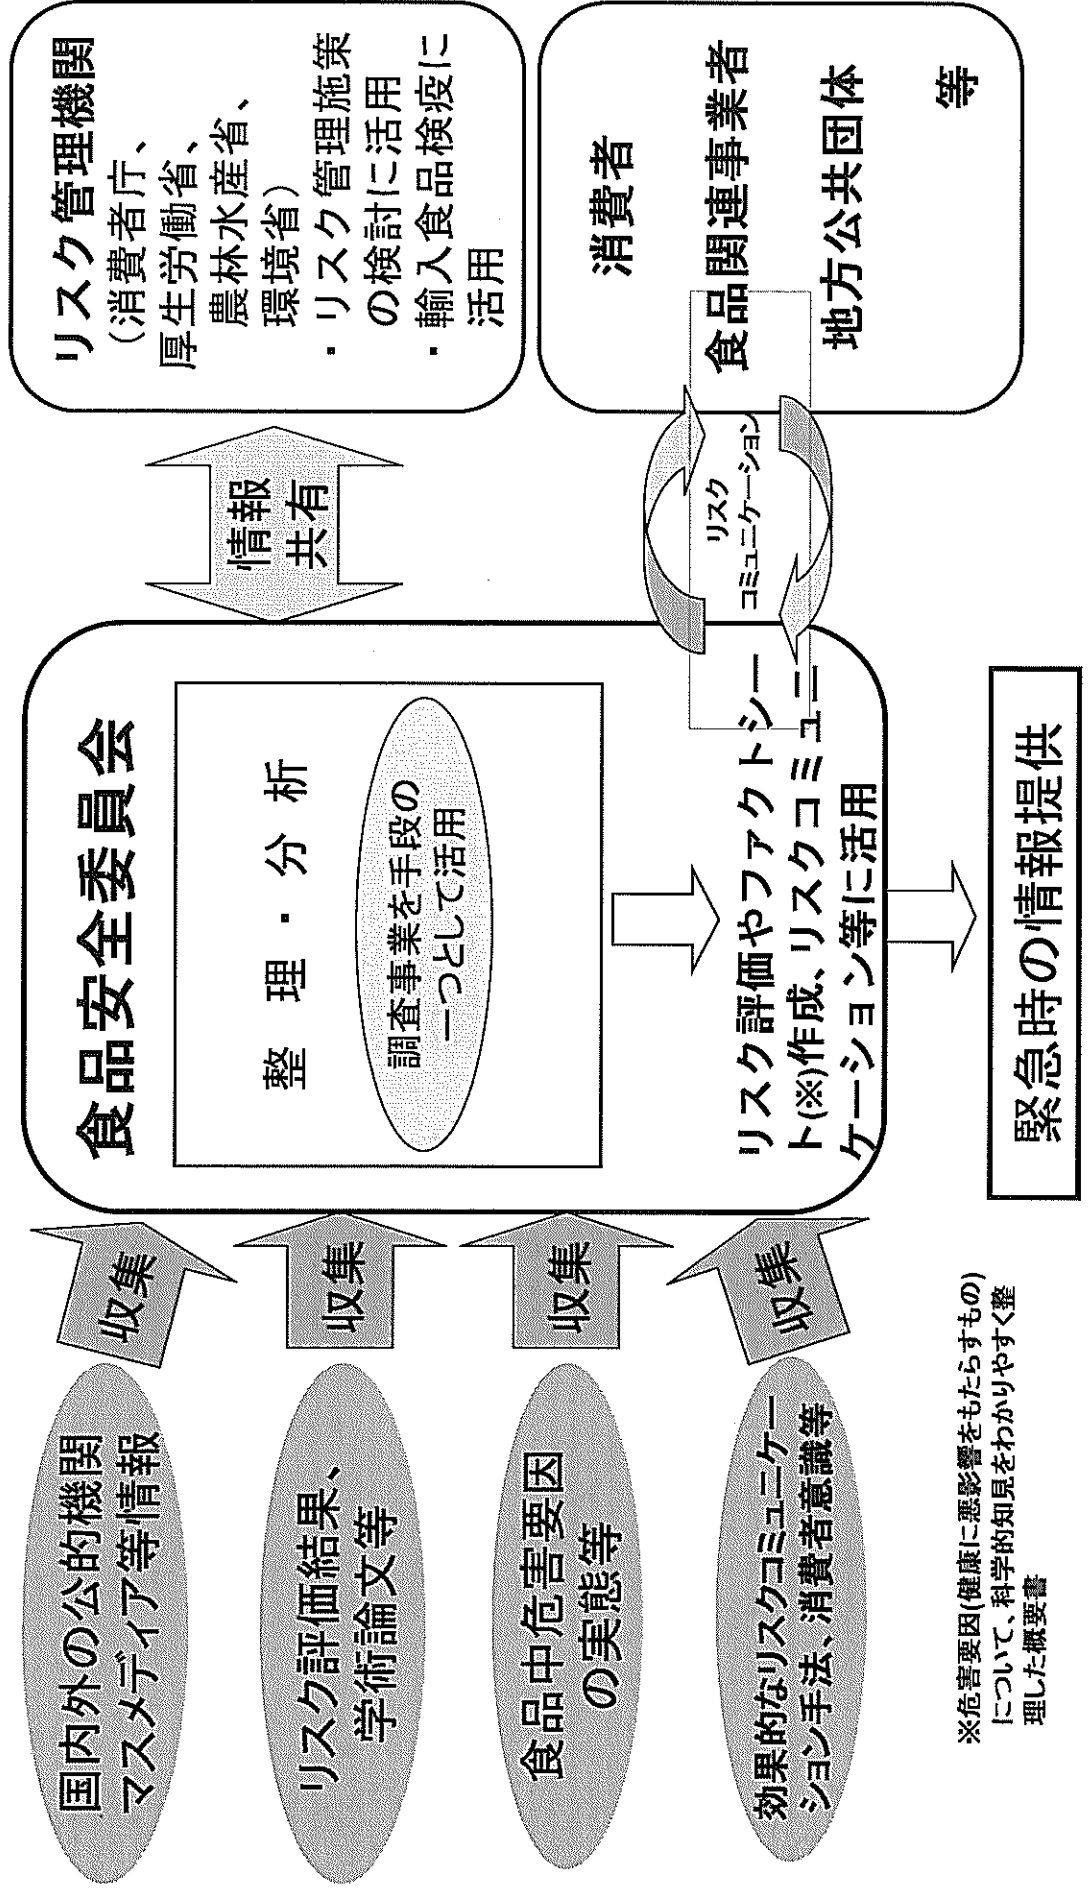 国内外の公的機関
マスメディア等情報
リスク評価結果、
学術論文等
食品中危害要因
の実態等
効果的なリスクコミュニケー
ション手法、消費者意識等
収集
収集
収集
収集
食品安全委員会
整 理 ・ 分 析
調査事業を手段の
一つとして活用
リスク評価やファクトシー
ト(※)作成、リスクコミュニ
ケーション等に活用
緊急時の情報提供
情報
共有
リスク管理機関
(消費者庁、
厚生労働省、
農林水産省、
環境省)
・ リスク管理施策
の検討に活用
・ 輸入食品検疫に
活用
リスク
コミュニケーション
消費者
食品関連事業者
地方公共団体
等
※危害要因(健康に悪影響をもたらすもの)
について、科学的知見をわかりやすく整
理した概要書